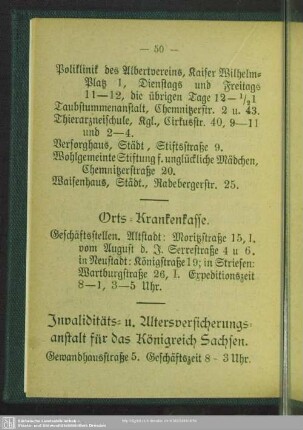 — 50 —
Poliklinik des Albertvereins, Kaiser Wilhelm-
Platz 1, Dienstags und Freitags
11—12, die übrigen Tage 12—1/21
Taubstummenanstalt, Chemnitzerstr. 2 u. 43.
Thierarzneischule, Kgl., Cirkusstr. 40, 9—11
und 2—4.
Versorghaus, Städt., Stiftsstraße 9.
Wohlgemeinte Stiftung f. unglückliche Mädchen,
Chemnitzerstraße 20.
Waisenhaus, Städt., Radebergerstr. 25.
Orts-Krankenkasse.
Geschäftsstellen. Altstadt: Moritzstraße 15, I.
vom August d. J. Serrestraße 4 u 6.
in Neustadt: Königstraße 19; in Striesen:
Wartburgstraße 26, I. Expeditionszeit
8—1, 3—5 Uhr.
Invaliditäts- u. Altersversicherungs-
anstalt für das Königreich Sachsen.
Gewandhausstraße 5. Geschäftszeit 8-3 Uhr.